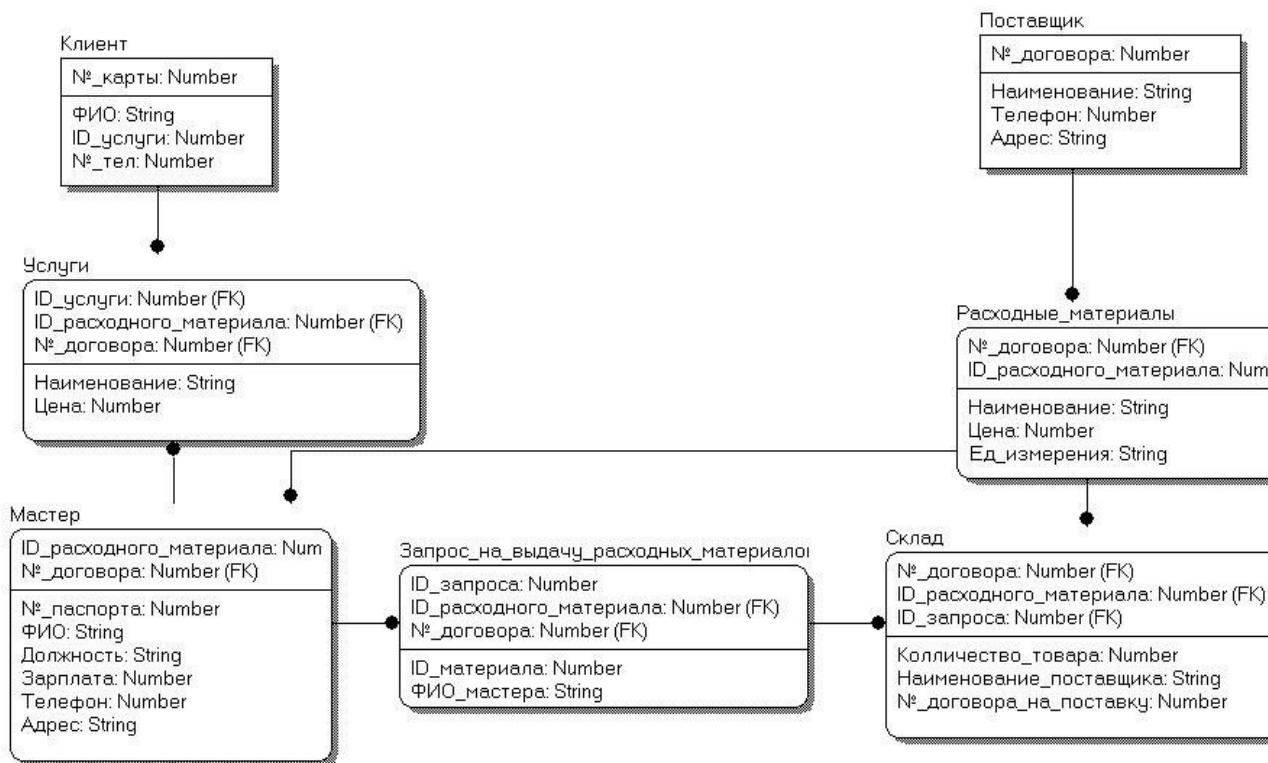 Клиент
№_карты: Number
ФИО: String
ID_услуги: Number
№_тел: Number
Поставщик
№_договора: Number
Наименование: String
Телефон: Number
Адрес: String
Услуги
ID_услуги: Number (FK)
ID_расходного_материала: Number (FK)
№_договора: Number (FK)
Наименование: String
Цена: Number
Расходные_материалы
№_договора: Number (FK)
ID_расходного_материала: Num
Наименование: String
Цена: Number
Ед_измерения: String
Мастер
ID_расходного_материала: Num
№_договора: Number (FK)
№_паспорта: Number
ФИО: String
Должность: String
Зарплата: Number
Телефон: Number
Адрес: String
Запрос_на_выдачу_расходных_материалов
ID_запроса: Number
ID_расходного_материала: Number (FK)
№_договора: Number (FK)
ID_материала: Number
ФИО_мастера: String
Склад
№_договора: Number (FK)
ID_расходного_материала: Number (FK)
ID_запроса: Number (FK)
Колличество_товара: Number
Наименование_поставщика: String
№_договора_на_поставку: Number